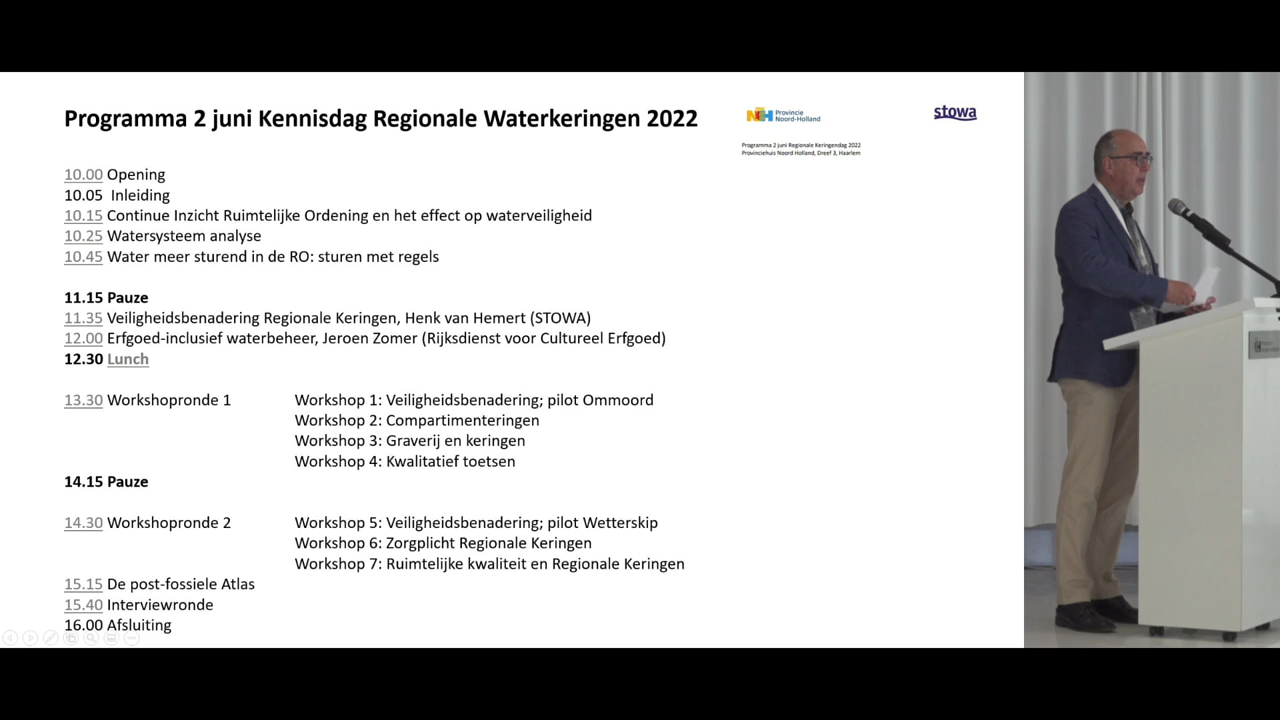 Programma 2 juni Kennisdag Regionale Waterkeringen 2022
Provincie
Noord-Holland
stowa
Programma 2 juni Regionale Keringendag 2022
Provinciehuis Noord Holland, Dreef 3, Haarlem
10.00 Opening
10.05 Inleiding
10.15 Continue Inzicht Ruimtelijke Ordening en het effect op waterveiligheid
10.25 Watersysteem analyse
10.45 Water meer sturend in de RO: sturen met regels
11.15 Pauze
11.35 Veiligheidsbenadering Regionale Keringen, Henk van Hemert (STOWA)
12.00 Erfgoed-inclusief waterbeheer, Jeroen Zomer (Rijksdienst voor Cultureel Erfgoed)
12.30 Lunch
13.30 Workshopronde 1 Workshop 1: Veiligheidsbenadering; pilot Ommoord
Workshop 2: Compartimenteringen
Workshop 3: Graverij en keringen
Workshop 4: Kwalitatief toetsen
14.15 Pauze
14.30 Workshopronde 2 Workshop 5: Veiligheidsbenadering; pilot Wetterskip
Workshop 6: Zorgplicht Regionale Keringen
Workshop 7: Ruimtelijke kwaliteit en Regionale Keringen
15.15 De post-fossiele Atlas
15.40 Interviewronde
16.00 Afsluiting